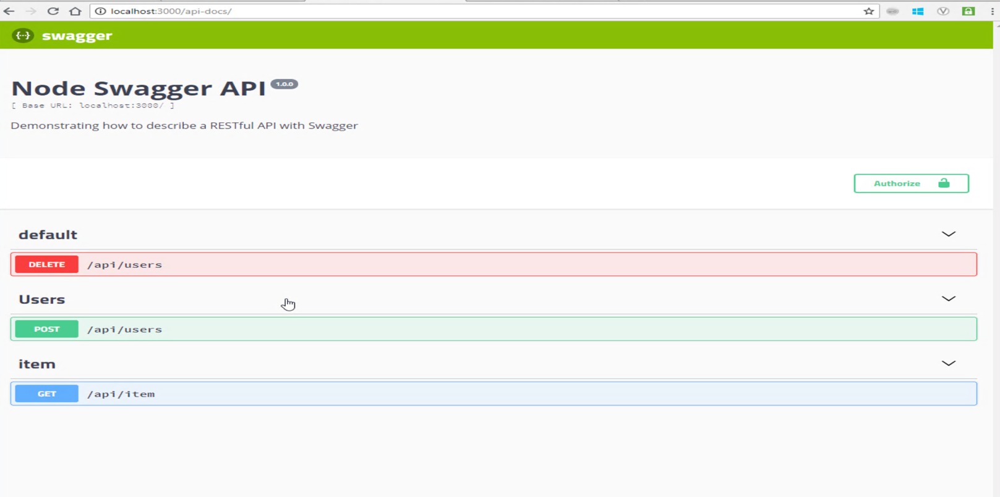 localhost:3000/api-docs/
{··} swagger
Node Swagger API 1.0.0
[ Base URL: localhost:3000/ ]
Demonstrating how to describe a RESTful API with Swagger
Authorize
default
DELETE /api/users
Users
POST /api/users
item
GET /api/item